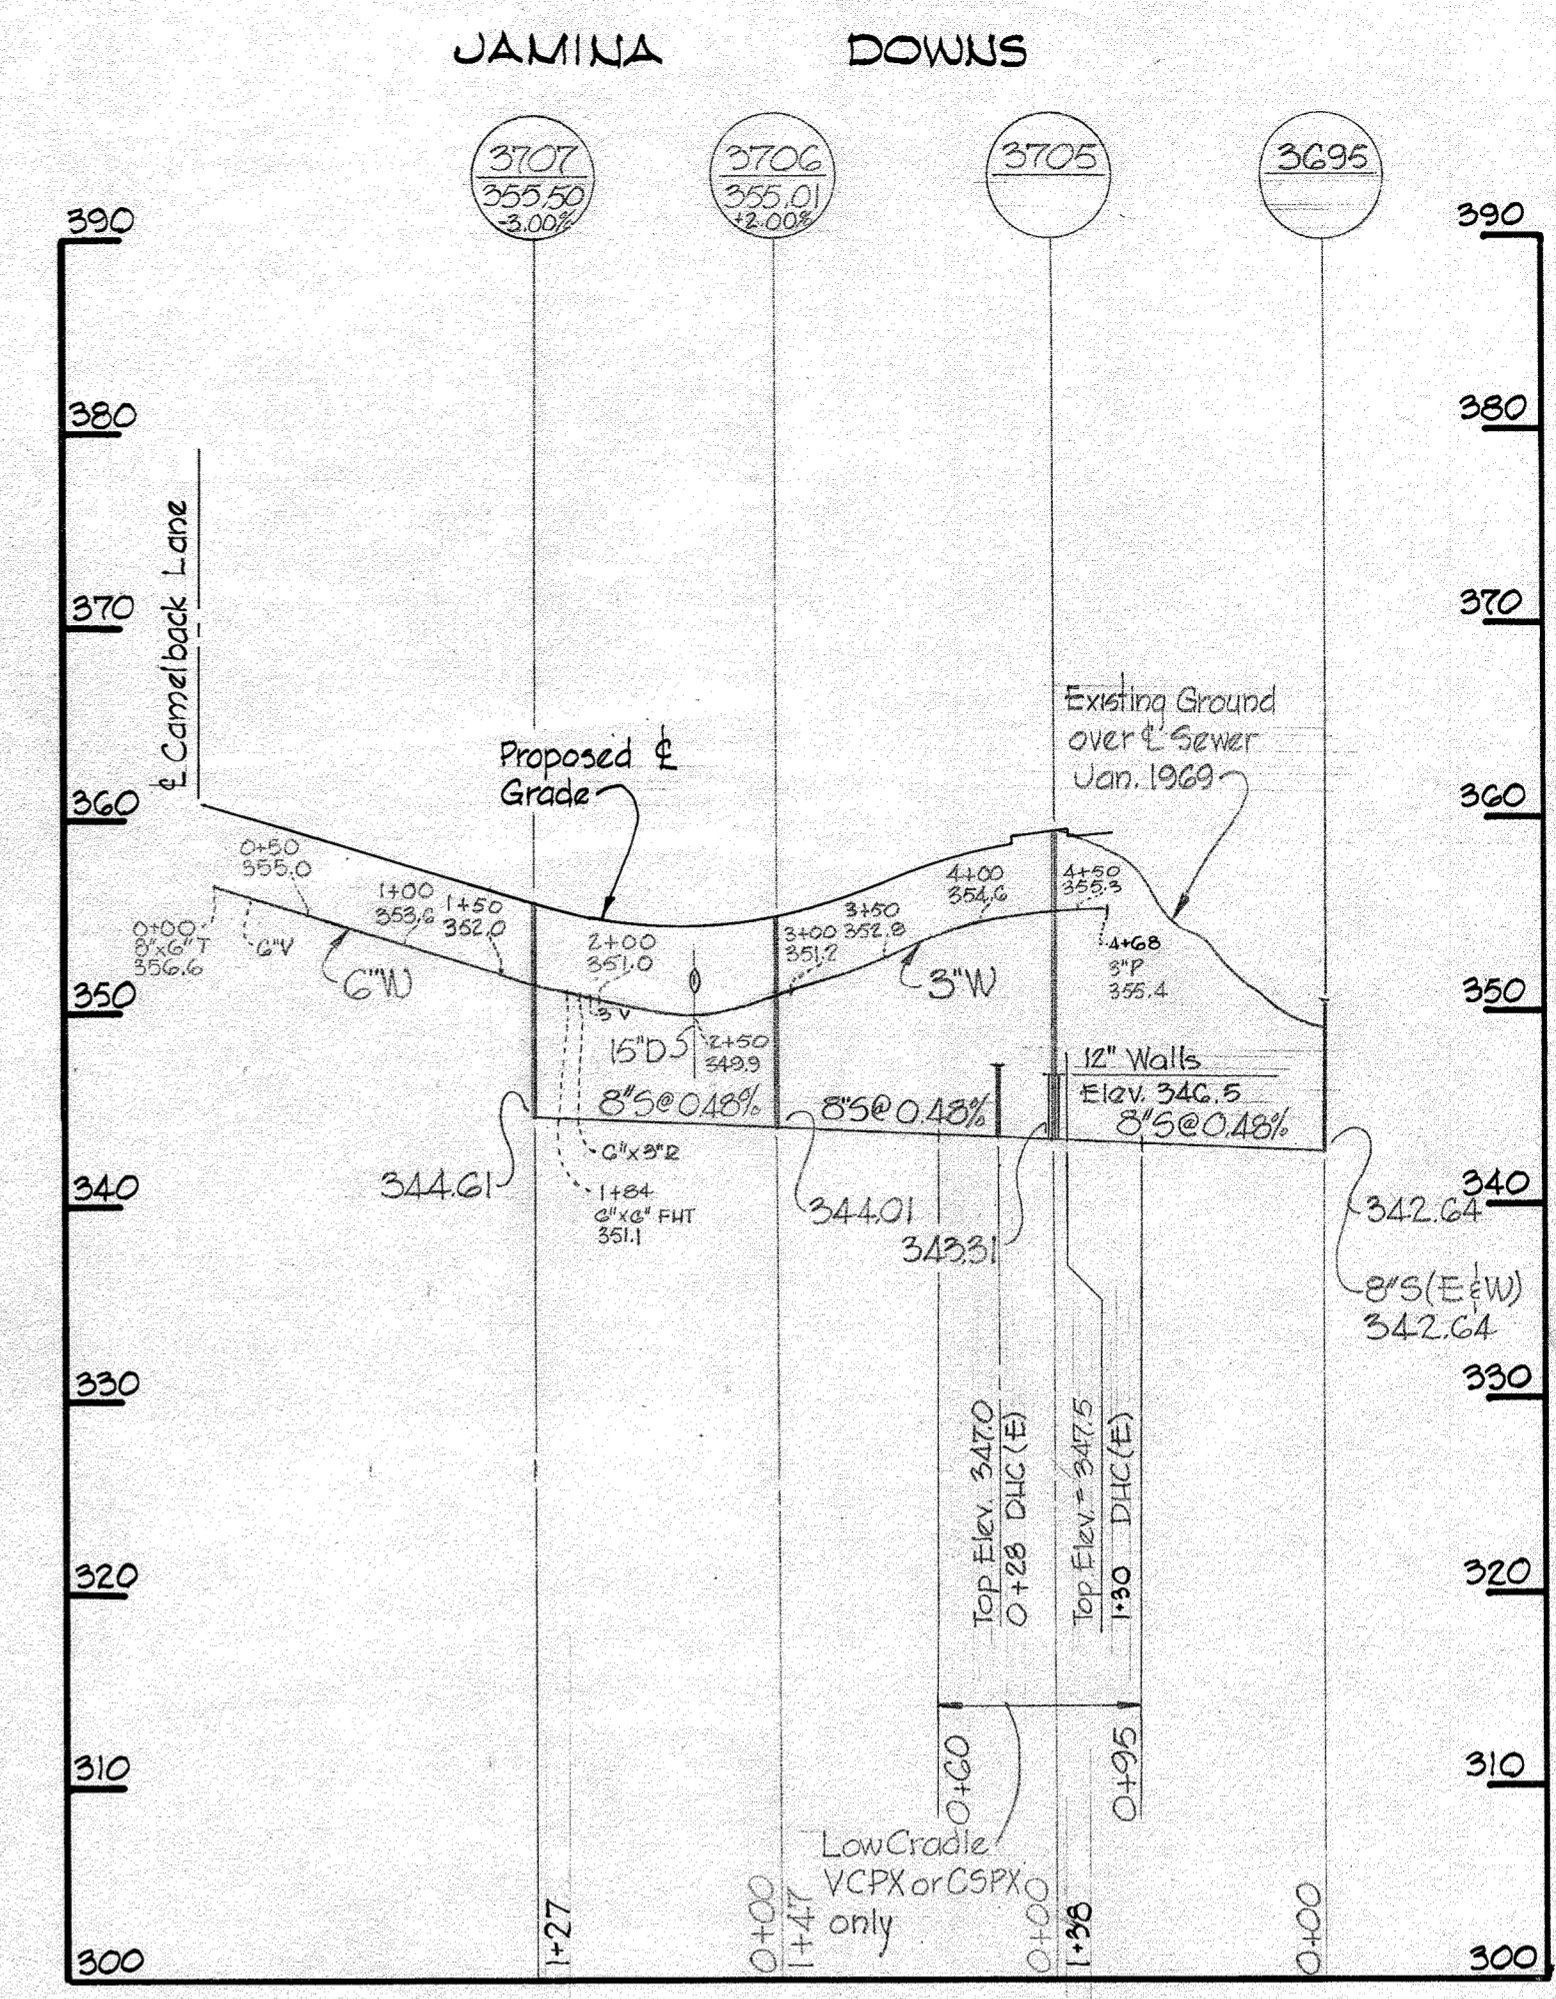 JAMINA DOWNS
3707
355.50
-3.00%
3706
355.01
+2.00%
3705
3695
390
390
380
380
370
370
360
360
350
350
340
340
330
330
320
320
310
310
300
300
℄ Camelback Lane
Proposed ℄
Grade
Existing Ground
over ℄ Sewer
Jan. 1969
0+50
355.0
1+00
353.6
1+50
352.0
0+00
8"x6" T
356.6
6"V
6"W
2+00
351.0
3"V
15"D
2+50
349.9
3+00
351.2
3+50
352.8
4+00
354.6
4+50
355.3
3"W
4+68
3"P
355.4
12" Walls
Elev. 346.5
8"S@0.48%
8"S@0.48%
8"S@0.48%
6"x3"R
1+84
6"x6" FHT
351.1
344.61
344.01
343.31
342.64
8"S(E&W)
342.64
Top Elev. 347.0
0+28 DHC(E)
Top Elev.= 347.5
1+30 DHC(E)
0+60
0+95
Low Cradle
VCPX or CSPX
only
1+27
0+00
1+47
0+00
1+38
0+00